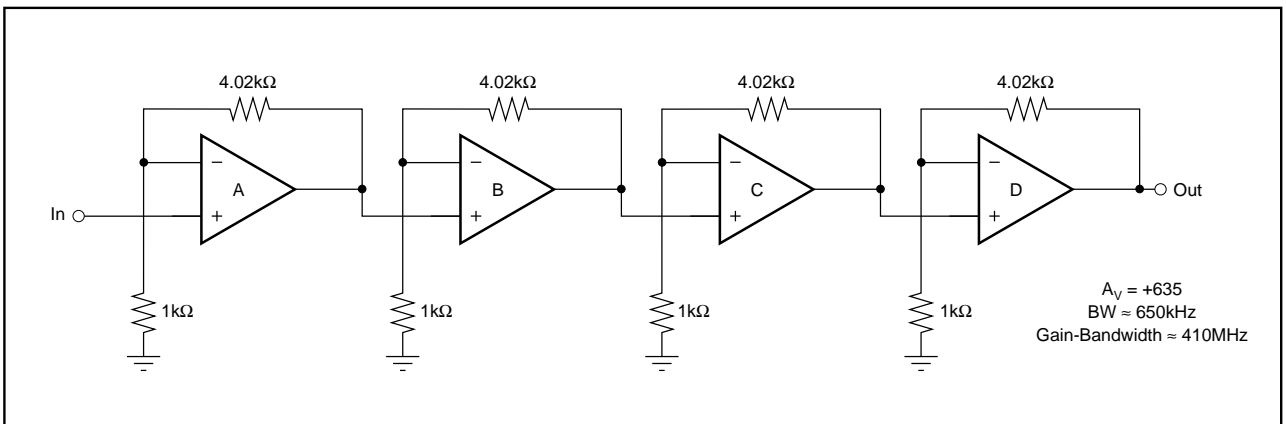 4.02kΩ
4.02kΩ
4.02kΩ
4.02kΩ
−
−
−
−
A
B
C
D
In
Out
+
+
+
+
1kΩ
1kΩ
1kΩ
1kΩ
AV = +635
BW ≈ 650kHz
Gain-Bandwidth ≈ 410MHz